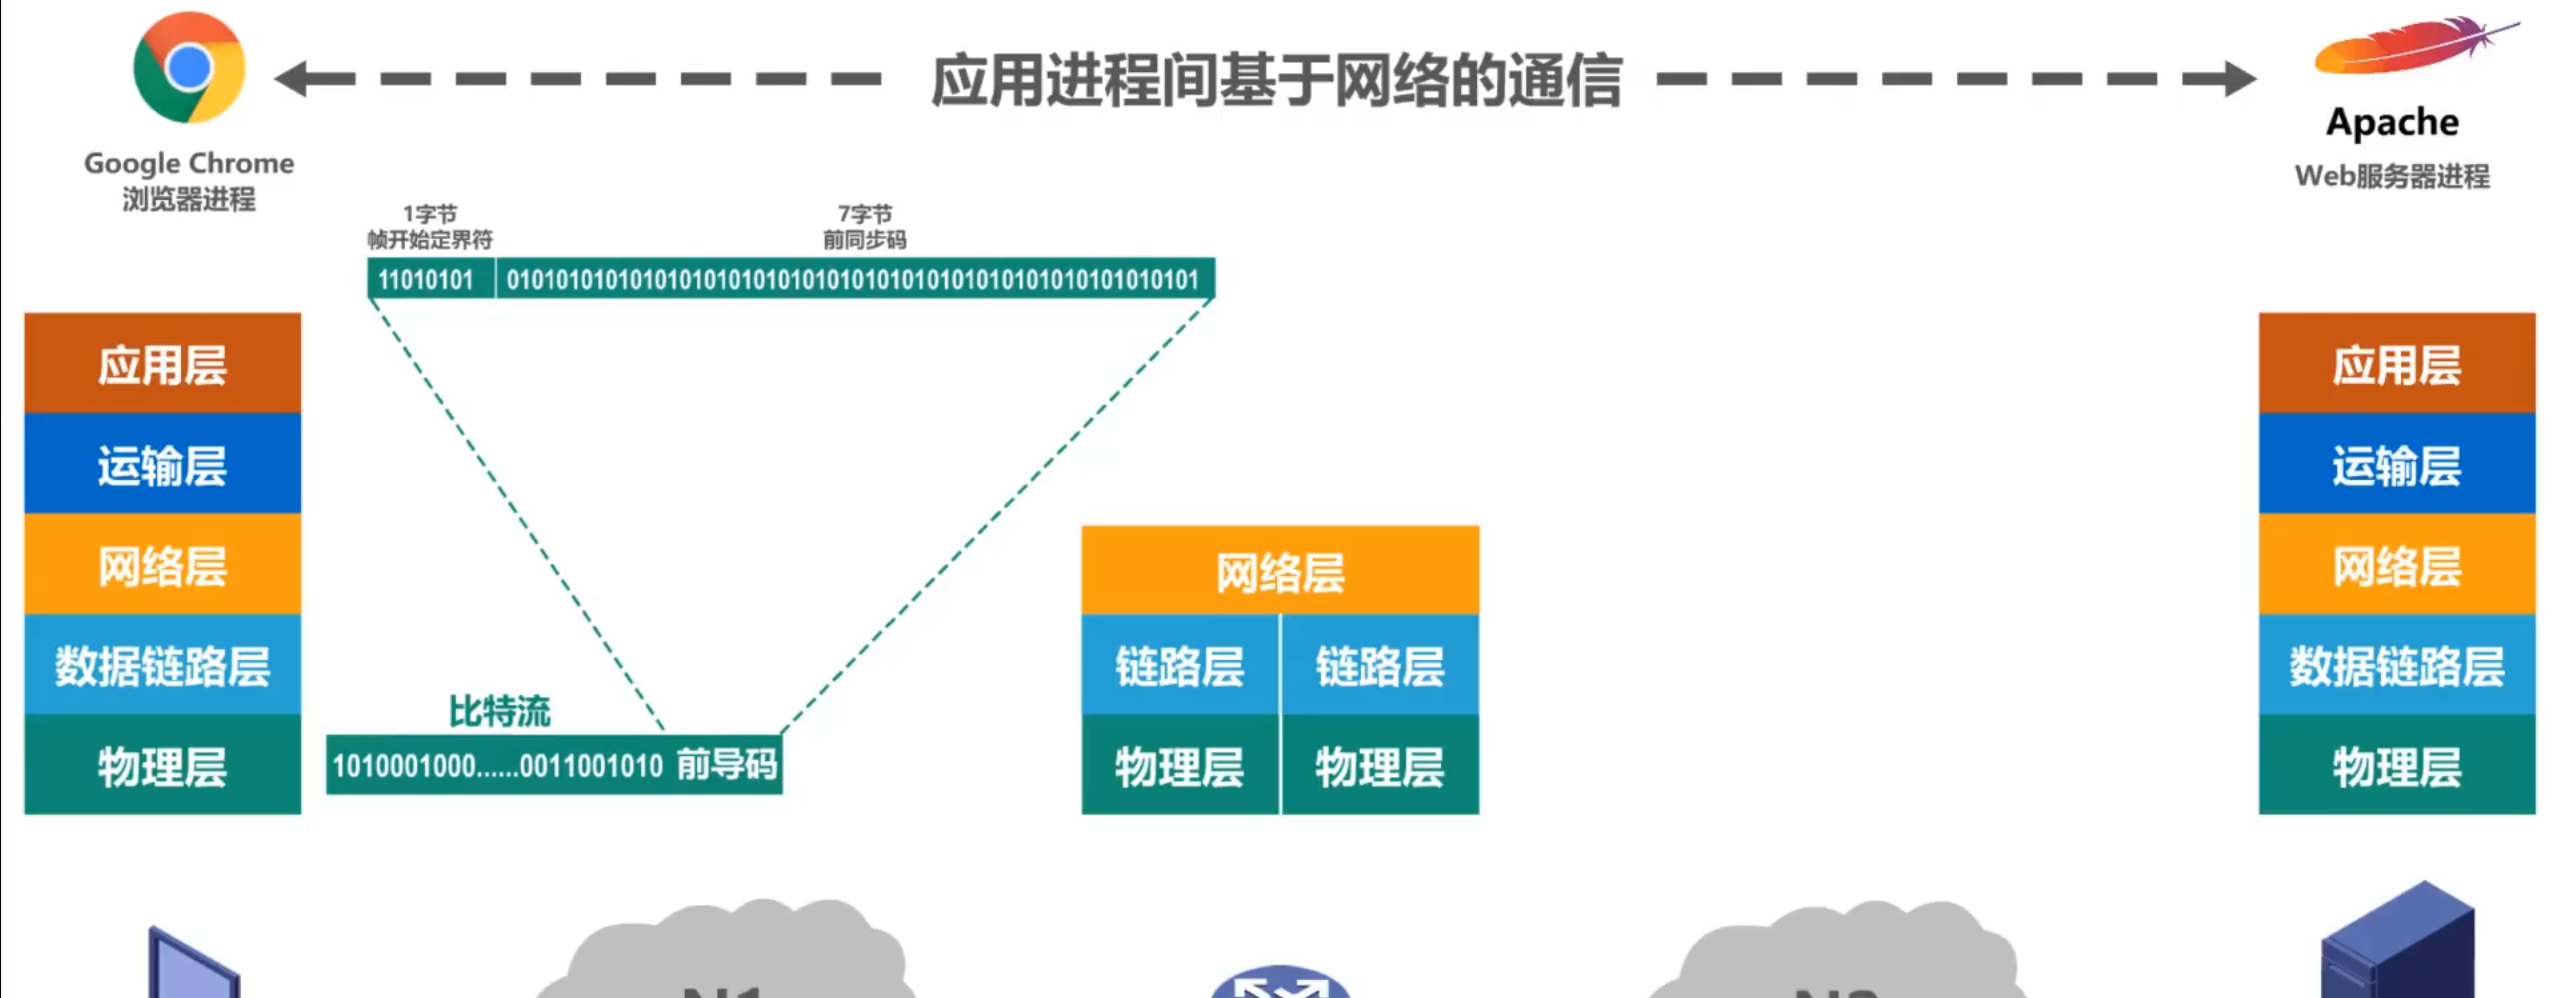 应用进程间基于网络的通信
Google Chrome
浏览器进程
Apache
Web服务器进程
1字节
帧开始定界符
7字节
前同步码
11010101
01010101010101010101010101010101010101010101010101010101
应用层
运输层
网络层
数据链路层
物理层
比特流
1010001000......0011001010 前导码
网络层
链路层 链路层
物理层 物理层
应用层
运输层
网络层
数据链路层
物理层
N1